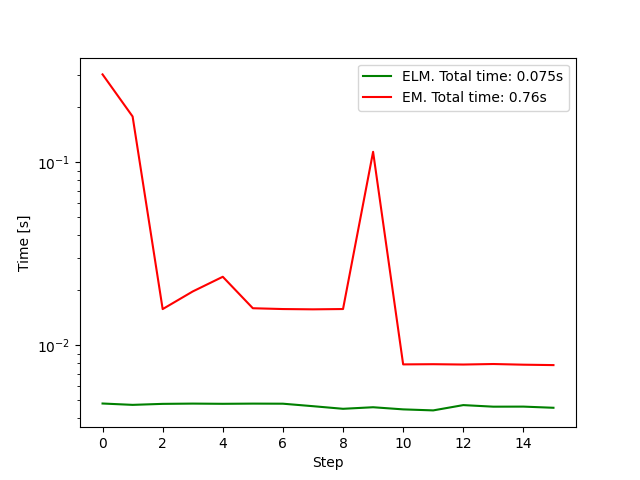 ELM. Total time: 0.075s
EM. Total time: 0.76s
10⁻¹
10⁻²
Time [s]
0 2 4 6 8 10 12 14
Step